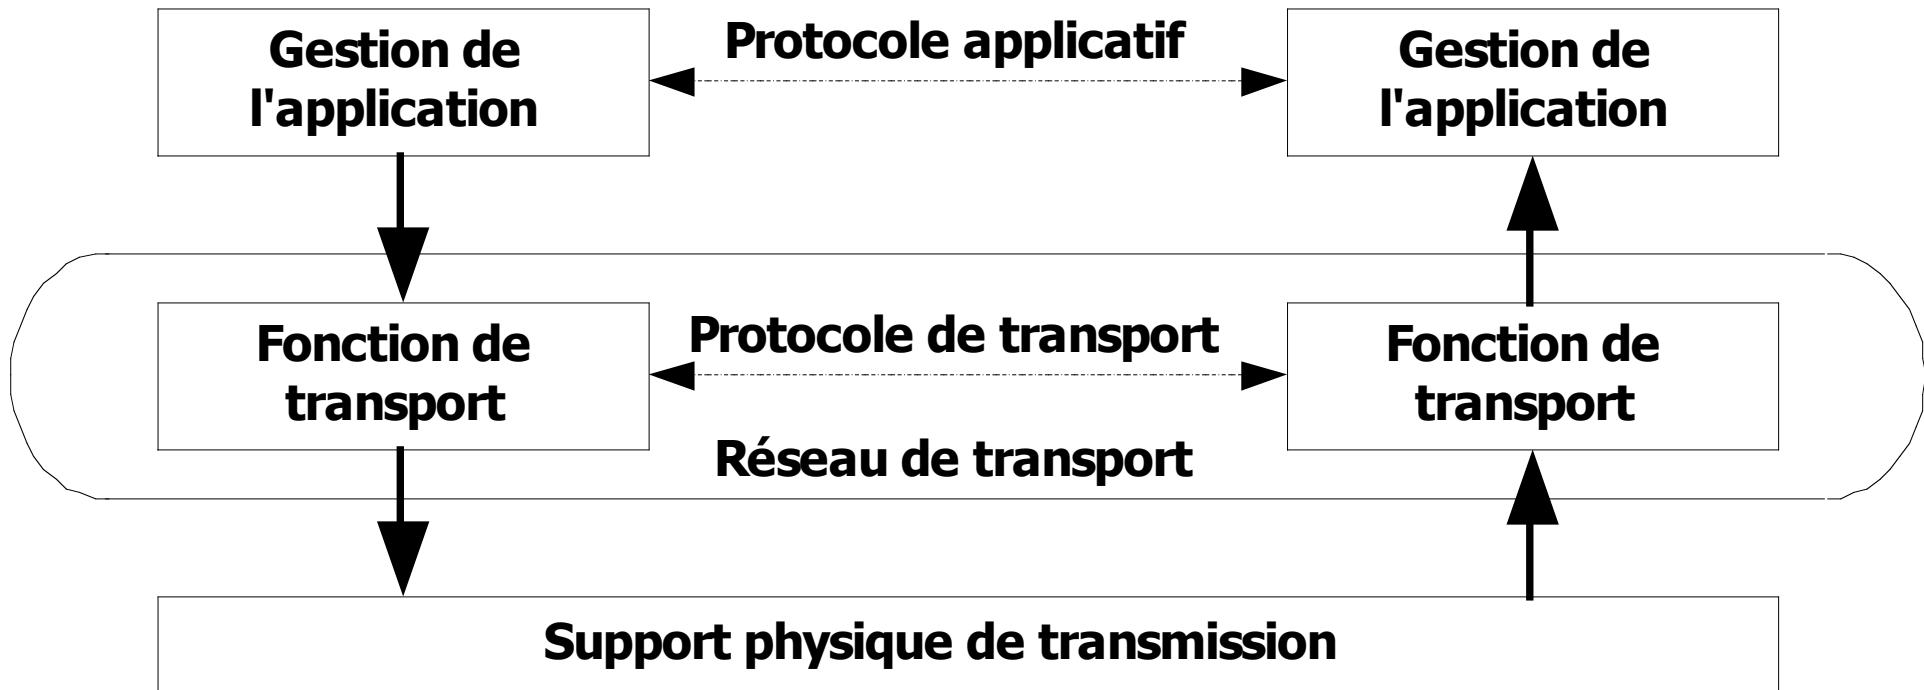 Gestion de
l'application
Protocole applicatif
Gestion de
l'application
Fonction de
transport
Protocole de transport
Réseau de transport
Fonction de
transport
Support physique de transmission